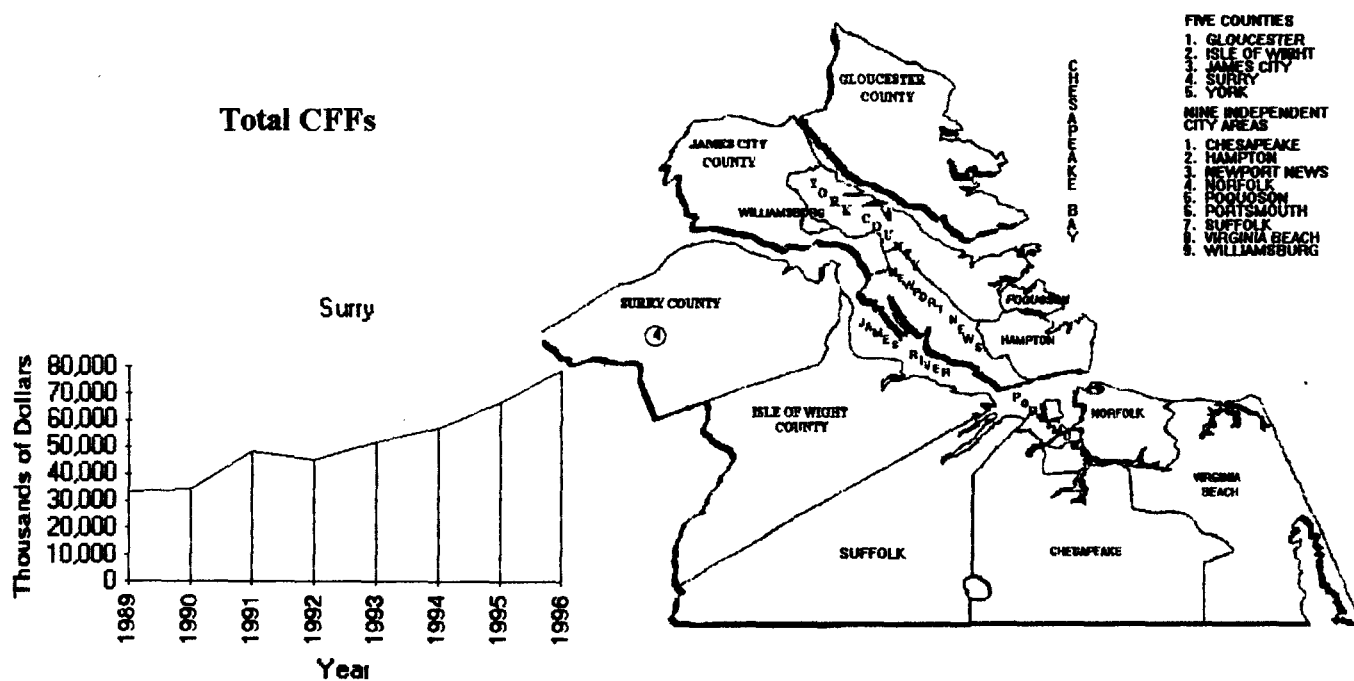 Total CFFs
Surry
Thousands of Dollars
80,000
70,000
60,000
50,000
40,000
30,000
20,000
10,000
0
1989
1990
1991
1992
1993
1994
1995
1996
Year
GLOUCESTER
COUNTY
JAMES CITY
COUNTY
YORK COUNTY
WILLIAMSBURG
SURRY COUNTY
4
NEWPORT NEWS
POQUOSON
HAMPTON
JAMES RIVER
ISLE OF WIGHT
COUNTY
NORFOLK
VIRGINIA
BEACH
SUFFOLK
CHESAPEAKE
CHESAPEAKE BAY
FIVE COUNTIES
1. GLOUCESTER
2. ISLE OF WIGHT
3. JAMES CITY
4. SURRY
5. YORK
NINE INDEPENDENT
CITY AREAS
1. CHESAPEAKE
2. HAMPTON
3. NEWPORT NEWS
4. NORFOLK
5. POQUOSON
6. PORTSMOUTH
7. SUFFOLK
8. VIRGINIA BEACH
9. WILLIAMSBURG